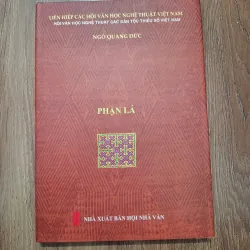 LIÊN HIỆP CÁC HỘI VĂN HỌC NGHỆ THUẬT VIỆT NAM
HỘI VĂN HỌC NGHỆ THUẬT CÁC DÂN TỘC THIỂU SỐ VIỆT NAM
NGÔ QUANG ĐỨC
PHẬN LÁ
NHÀ XUẤT BẢN HỘI NHÀ VĂN